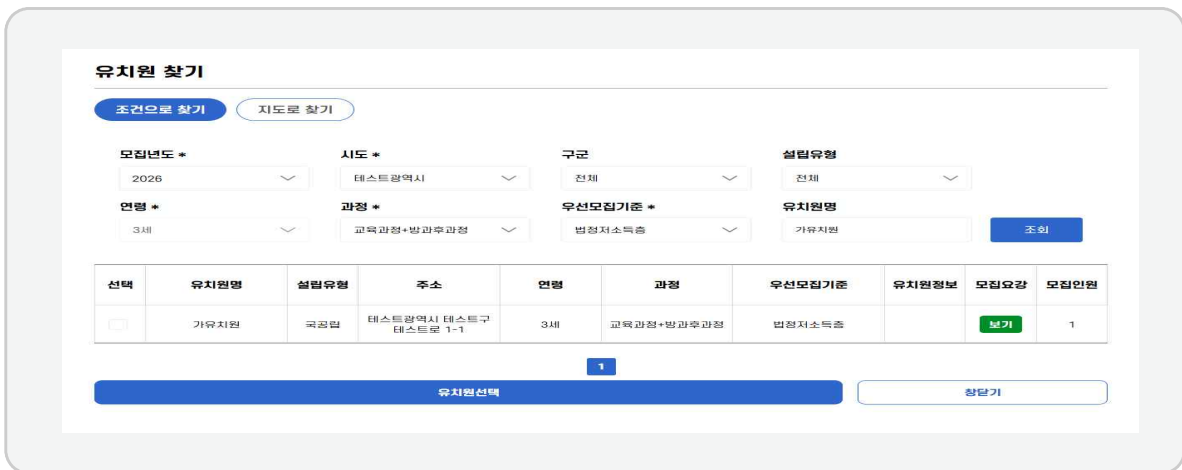 유치원 찾기
조건으로 찾기 지도로 찾기
모집년도 * 시도 * 구군 설립유형
2026 테스트광역시 전체 전체
연령 * 과정 * 우선모집기준 * 유치원명
3세 교육과정+방과후과정 법정저소득층 가유치원 조회
선택 유치원명 설립유형 주소 연령 과정 우선모집기준 유치원정보 모집요강 모집인원
가유치원 국공립 테스트광역시 테스트구 3세 교육과정+방과후과정 법정저소득층 보기 1
테스트로 1-1
1
유치원선택 창닫기